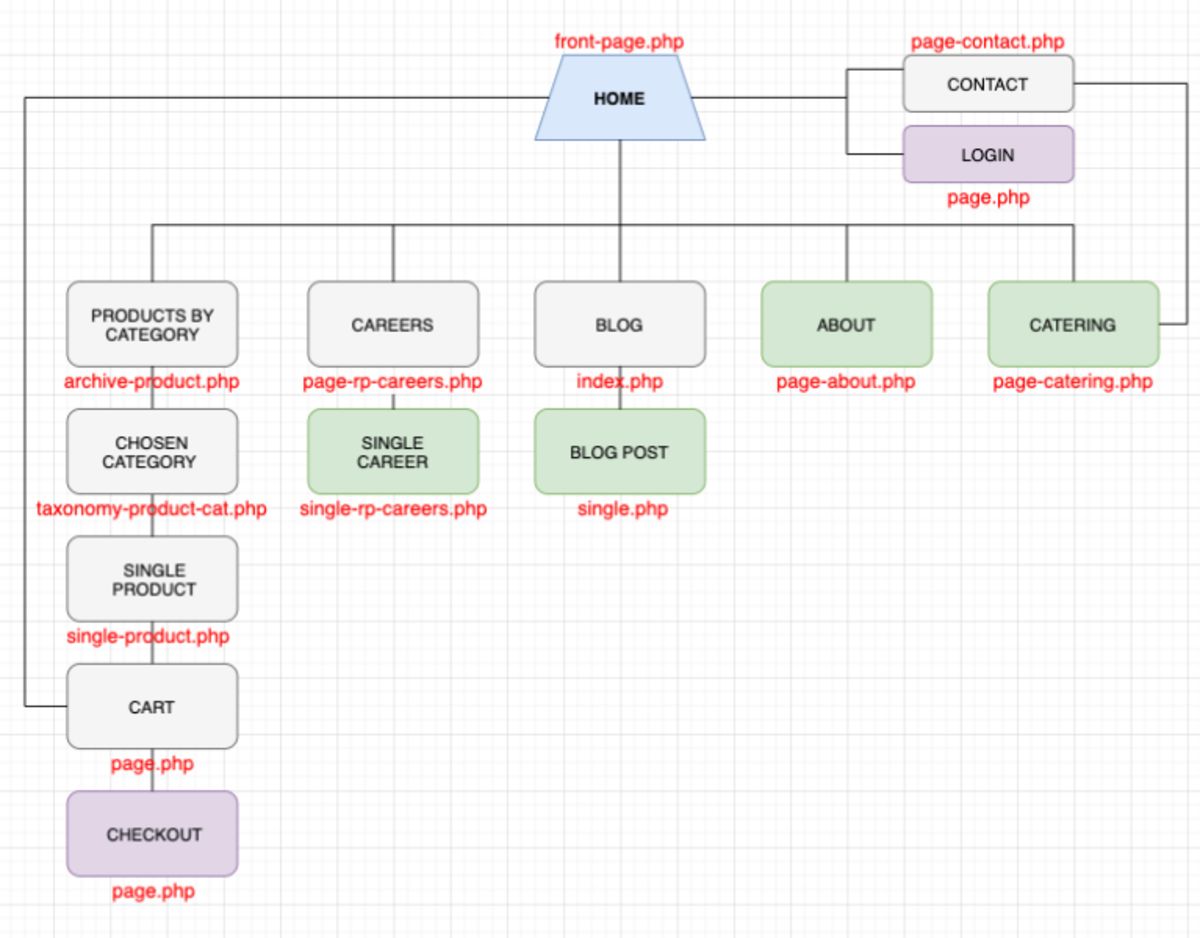 front-page.php
HOME
page-contact.php
CONTACT
LOGIN
page.php
PRODUCTS BY
CATEGORY
archive-product.php
CAREERS
page-rp-careers.php
BLOG
index.php
ABOUT
page-about.php
CATERING
page-catering.php
CHOSEN
CATEGORY
taxonomy-product-cat.php
SINGLE
CAREER
single-rp-careers.php
BLOG POST
single.php
SINGLE
PRODUCT
single-product.php
CART
page.php
CHECKOUT
page.php